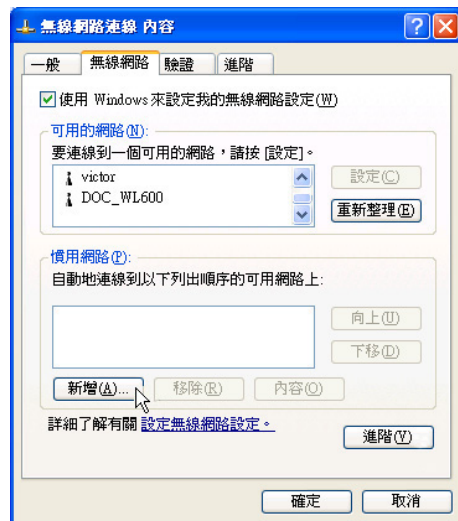 無線網路連線 內容
一般 無線網路 驗證 進階
使用 Windows 來設定我的無線網路設定(W)
可用的網路(N):
要連線到一個可用的網路，請按 [設定]。
victor
DOC_WL600
設定(C)
重新整理(E)
慣用網路(P):
自動地連線到以下列出順序的可用網路上:
向上(U)
下移(D)
新增(A)... 移除(R) 內容(O)
詳細了解有關 設定無線網路設定。
進階(V)
確定 取消